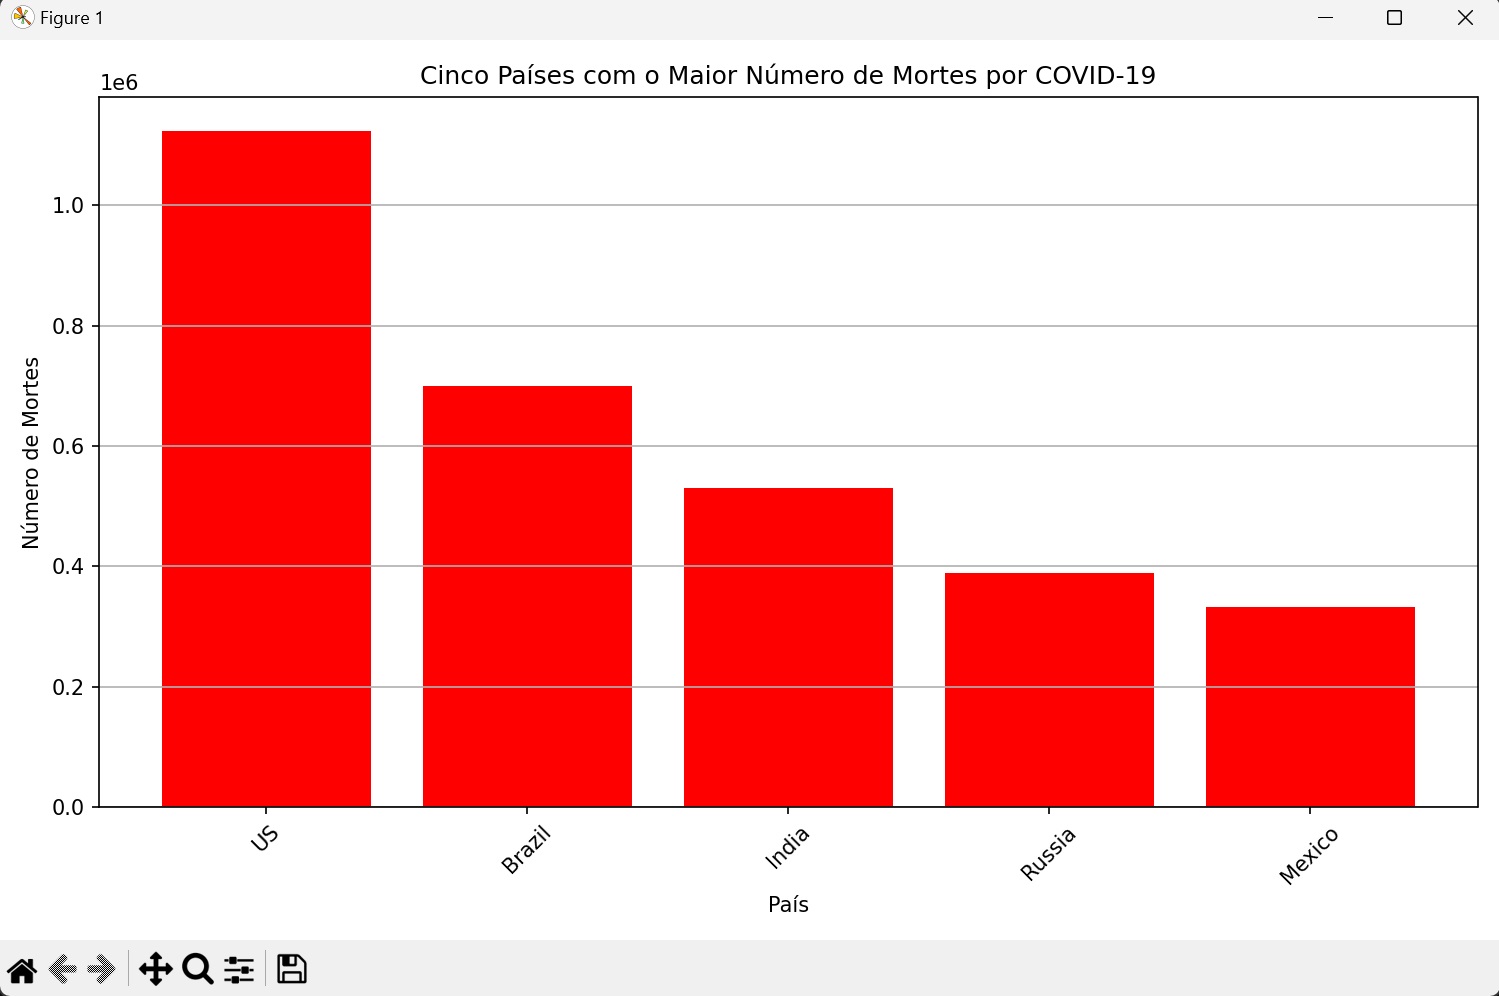 Figure 1
Cinco Países com o Maior Número de Mortes por COVID-19
1e6
1.0
0.8
0.6
0.4
0.2
0.0
Número de Mortes
US
Brazil
India
Russia
Mexico
País